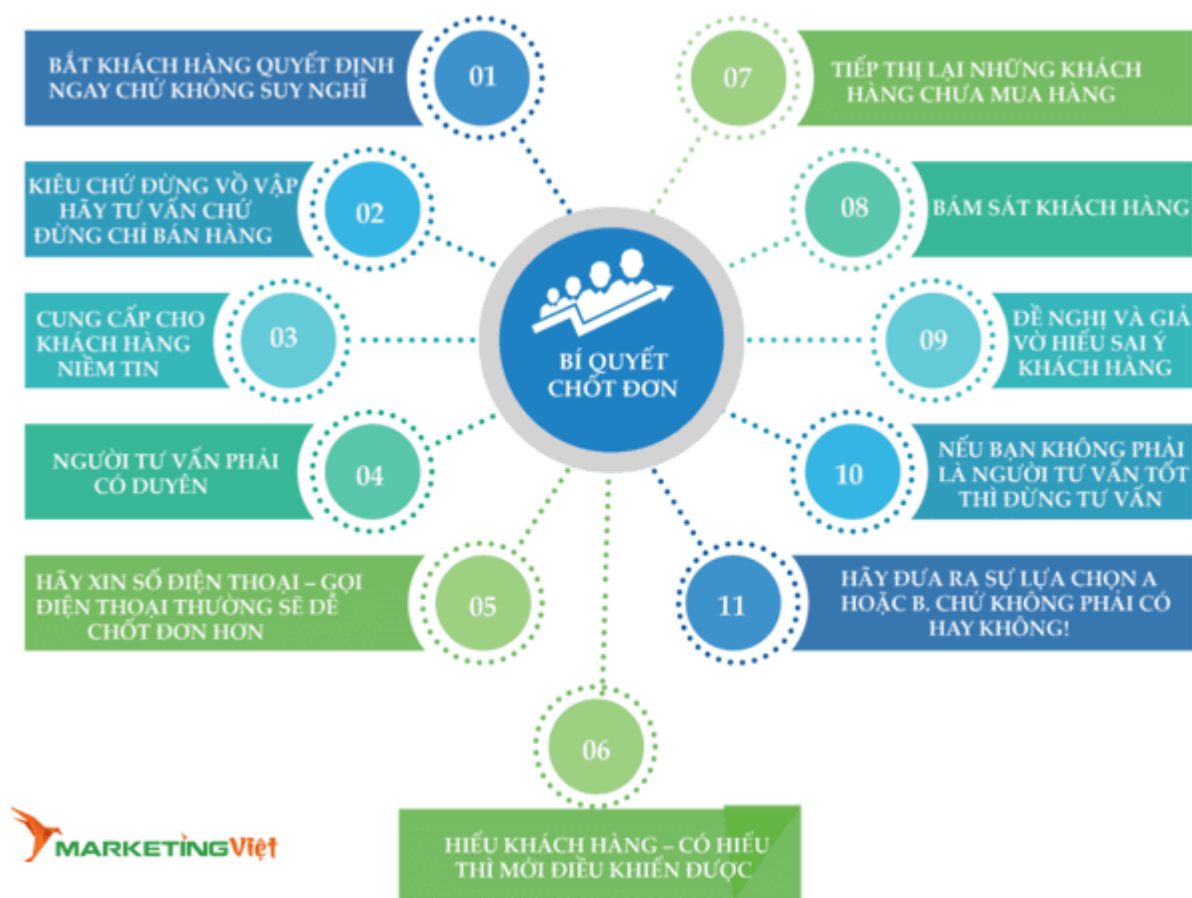 01
BẮT KHÁCH HÀNG QUYẾT ĐỊNH
NGAY CHỨ KHÔNG SUY NGHĨ
02
KIÊU CHỨ ĐỪNG VỒ VẬP
HÃY TƯ VẤN CHỨ
ĐỪNG CHỈ BÁN HÀNG
03
CUNG CẤP CHO
KHÁCH HÀNG
NIỀM TIN
04
NGƯỜI TƯ VẤN PHẢI
CÓ DUYÊN
05
HÃY XIN SỐ ĐIỆN THOẠI – GỌI
ĐIỆN THOẠI THƯỜNG SẼ DỄ
CHỐT ĐƠN HƠN
06
HIỂU KHÁCH HÀNG – CÓ HIỂU
THÌ MỚI ĐIỀU KHIỂN ĐƯỢC
BÍ QUYẾT
CHỐT ĐƠN
07
TIẾP THỊ LẠI NHỮNG KHÁCH
HÀNG CHƯA MUA HÀNG
08
BÁM SÁT KHÁCH HÀNG
09
ĐỀ NGHỊ VÀ GIẢ
VỜ HIỂU SAI Ý
KHÁCH HÀNG
10
NẾU BẠN KHÔNG PHẢI
LÀ NGƯỜI TƯ VẤN TỐT
THÌ ĐỪNG TƯ VẤN
11
HÃY ĐƯA RA SỰ LỰA CHỌN A
HOẶC B. CHỨ KHÔNG PHẢI CÓ
HAY KHÔNG!
MARKETINGViệt